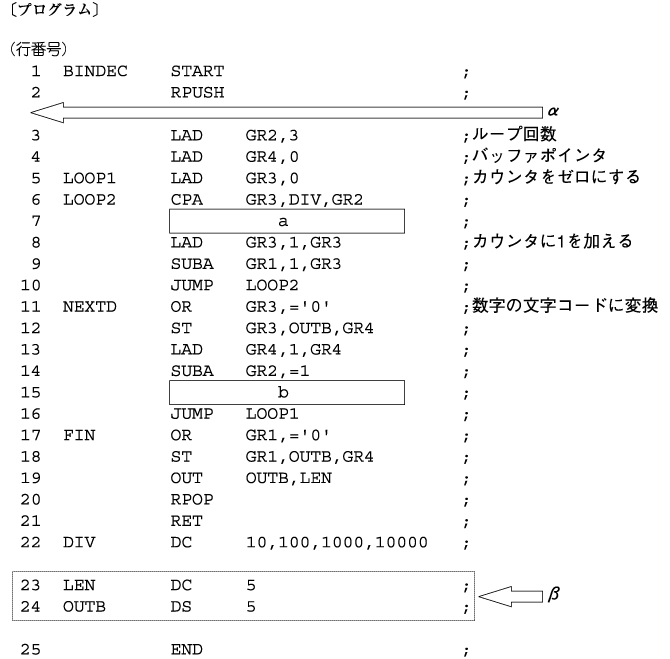 〔プログラム〕
(行番号)
1 BINDEC START ;
2 RPUSH ;
α
3 LAD GR2,3 ;ループ回数
4 LAD GR4,0 ;バッファポインタ
5 LOOP1 LAD GR3,0 ;カウンタをゼロにする
6 LOOP2 CPA GR3,DIV,GR2 ;
7 a ;
8 LAD GR3,1,GR3 ;カウンタに1を加える
9 SUBA GR1,1,GR3 ;
10 JUMP LOOP2 ;
11 NEXTD OR GR3,='0' ;数字の文字コードに変換
12 ST GR3,OUTB,GR4 ;
13 LAD GR4,1,GR4 ;
14 SUBA GR2,=1 ;
15 b ;
16 JUMP LOOP1 ;
17 FIN OR GR1,='0' ;
18 ST GR1,OUTB,GR4 ;
19 OUT OUTB,LEN ;
20 RPOP ;
21 RET ;
22 DIV DC 10,100,1000,10000 ;
23 LEN DC 5 ;
β
24 OUTB DS 5 ;
25 END ;